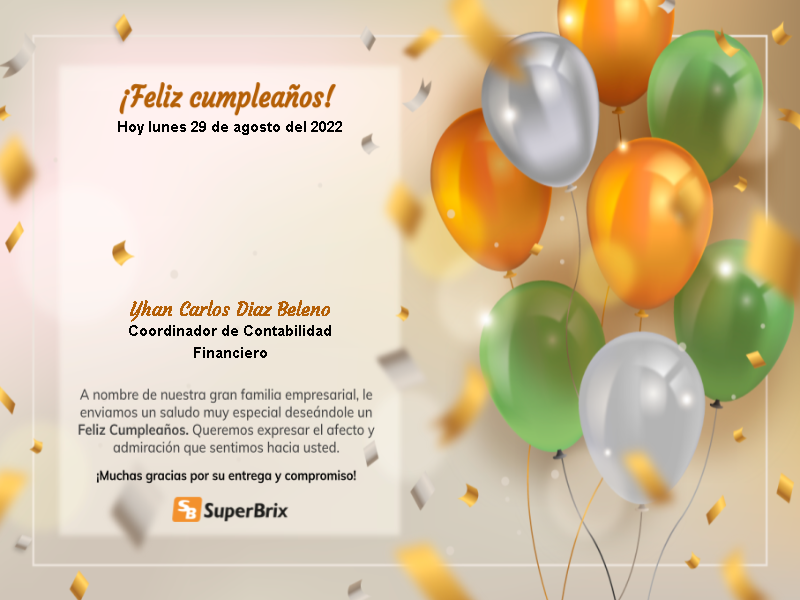 ¡Feliz cumpleaños!
Hoy lunes 29 de agosto del 2022
Yhan Carlos Diaz Beleno
Coordinador de Contabilidad
Financiero
A nombre de nuestra gran familia empresarial, le
enviamos un saludo muy especial deseándole un
Feliz Cumpleaños. Queremos expresar el afecto y
admiración que sentimos hacia usted.
¡Muchas gracias por su entrega y compromiso!
SB SuperBrix